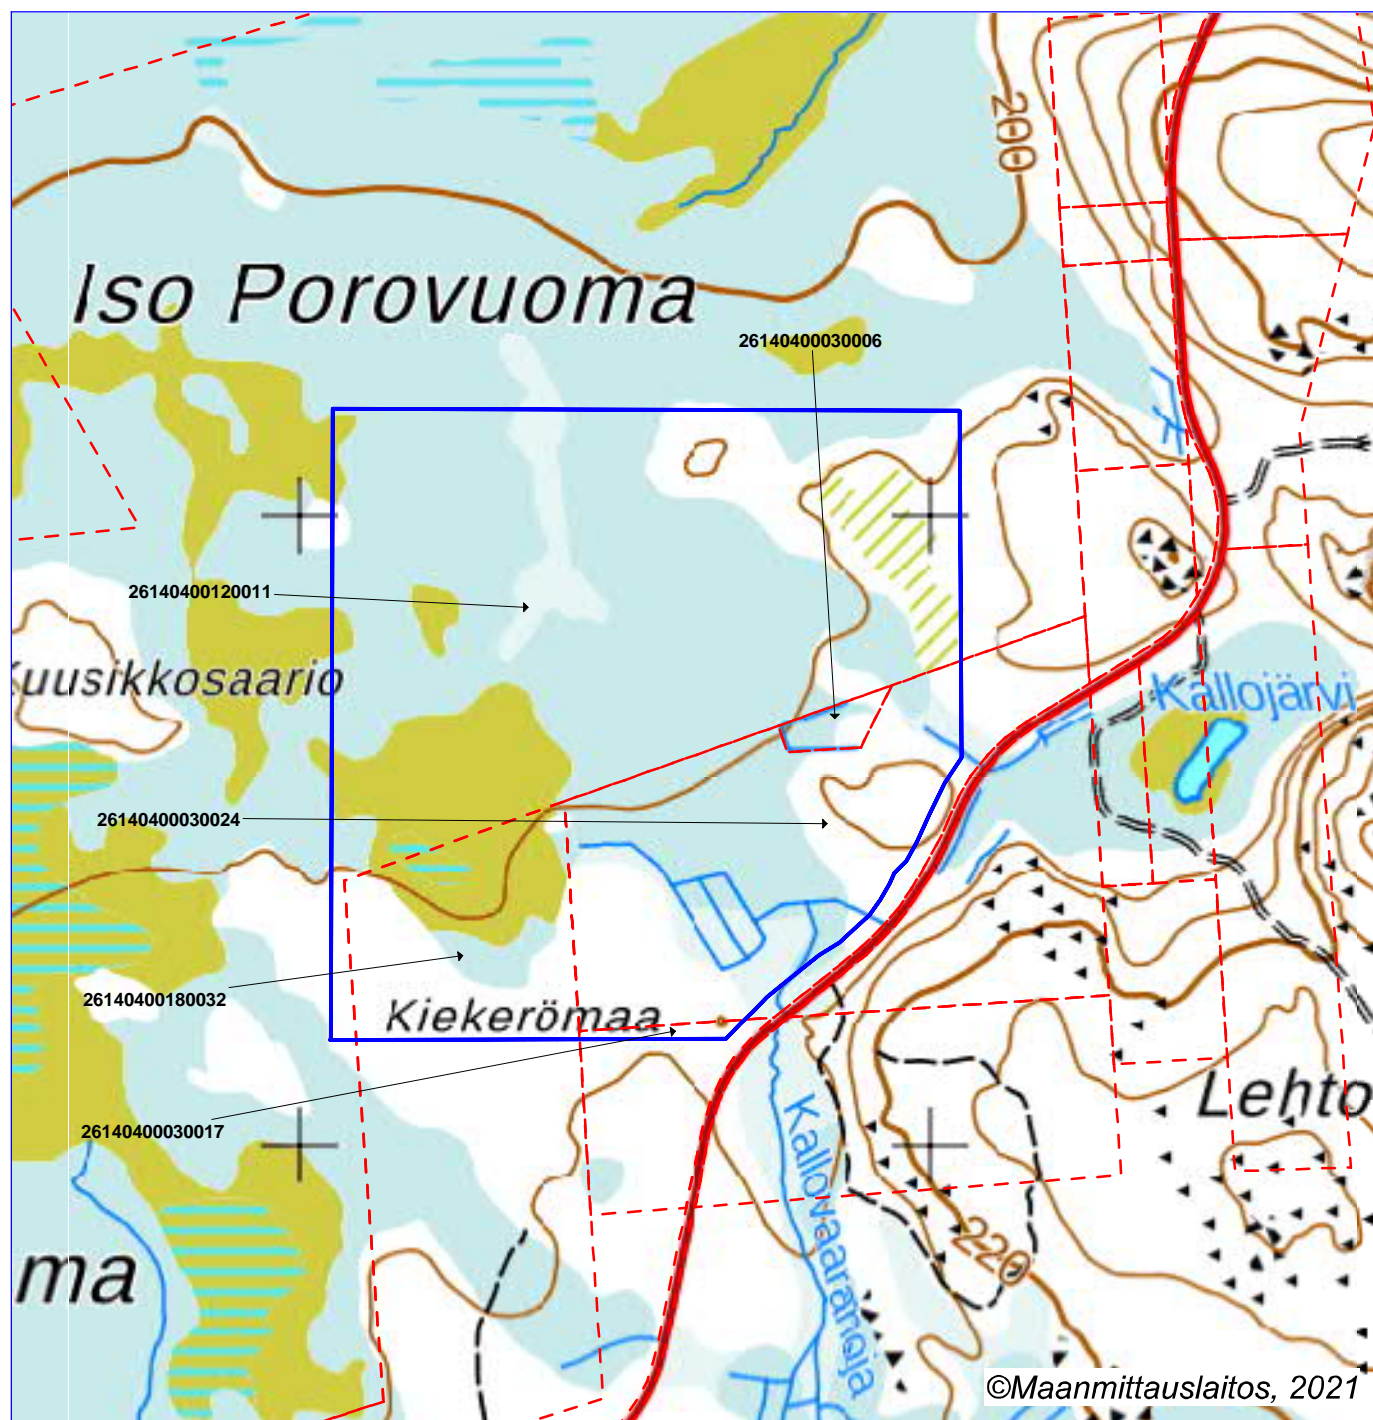 200
Iso Porovuoma
26140400030006
26140400120011
Kuusikkosaario
Kallojärvi
26140400030024
26140400180032
Kiekerömaa
26140400030017
Lehto
Kallovaaranoja
220
ma
©Maanmittauslaitos, 2021